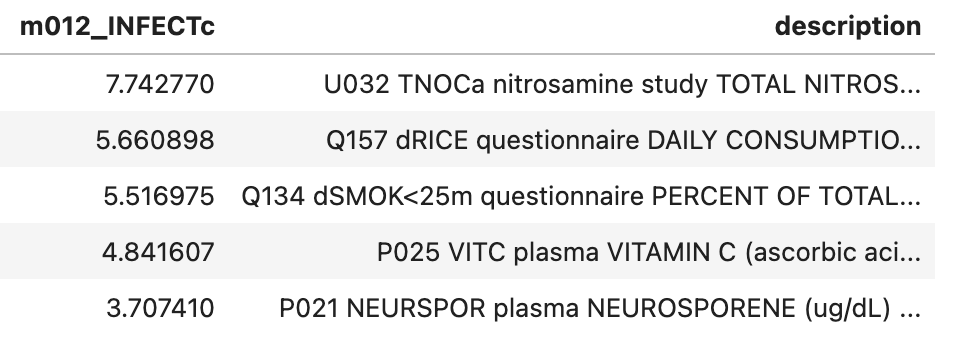 m012_INFECTc description
7.742770 U032 TNOCa nitrosamine study TOTAL NITROS...
5.660898 Q157 dRICE questionnaire DAILY CONSUMPTIO...
5.516975 Q134 dSMOK<25m questionnaire PERCENT OF TOTAL...
4.841607 P025 VITC plasma VITAMIN C (ascorbic aci...
3.707410 P021 NEURSPOR plasma NEUROSPORENE (ug/dL) ...